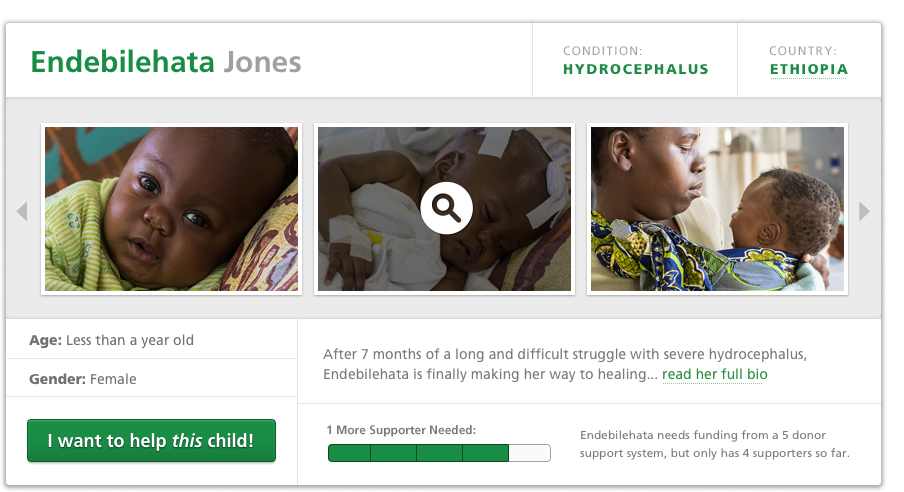 Endebilehata Jones
CONDITION:
HYDROCEPHALUS
COUNTRY:
ETHIOPIA
Age: Less than a year old
Gender: Female
I want to help this child!
After 7 months of a long and difficult struggle with severe hydrocephalus,
Endebilehata is finally making her way to healing... read her full bio
1 More Supporter Needed:
Endebilehata needs funding from a 5 donor
support system, but only has 4 supporters so far.